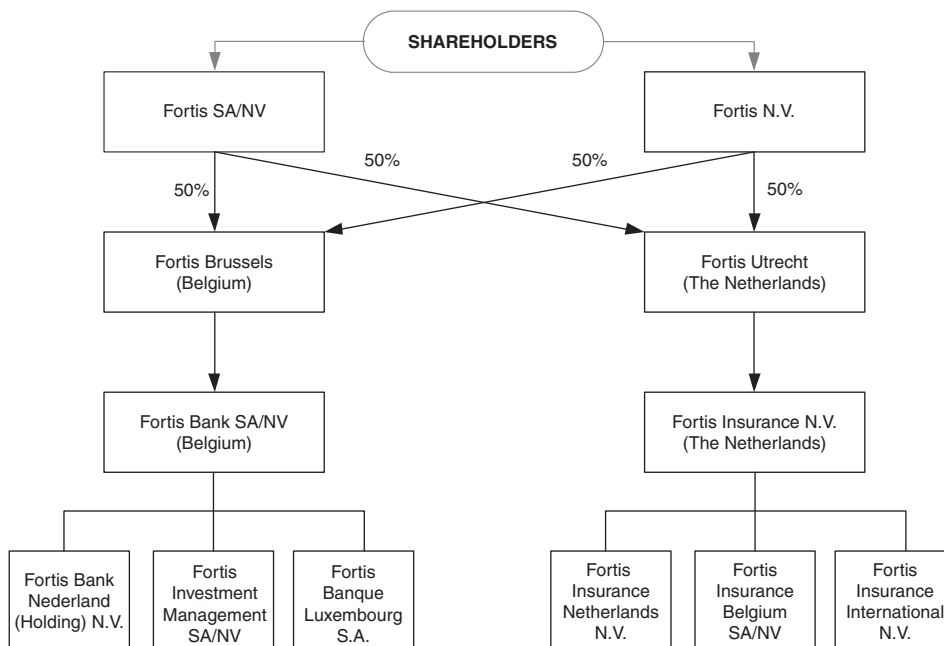 SHAREHOLDERS
Fortis SA/NV
Fortis N.V.
50%
50%
50%
50%
Fortis Brussels
(Belgium)
Fortis Utrecht
(The Netherlands)
Fortis Bank SA/NV
(Belgium)
Fortis Insurance N.V.
(The Netherlands)
Fortis Bank
Nederland
(Holding) N.V.
Fortis
Investment
Management
SA/NV
Fortis
Banque
Luxembourg
S.A.
Fortis
Insurance
Netherlands
N.V.
Fortis
Insurance
Belgium
SA/NV
Fortis
Insurance
International
N.V.